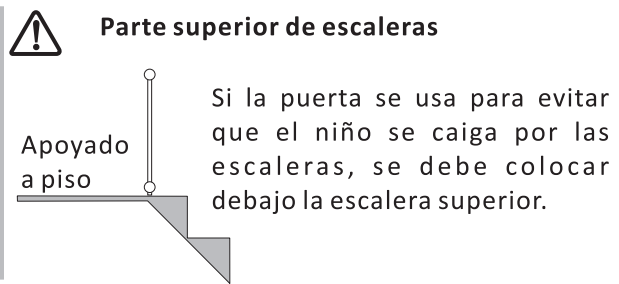 Parte superior de escaleras
Apoyado
a piso
Si la puerta se usa para evitar
que el niño se caiga por las
escaleras, se debe colocar
debajo la escalera superior.